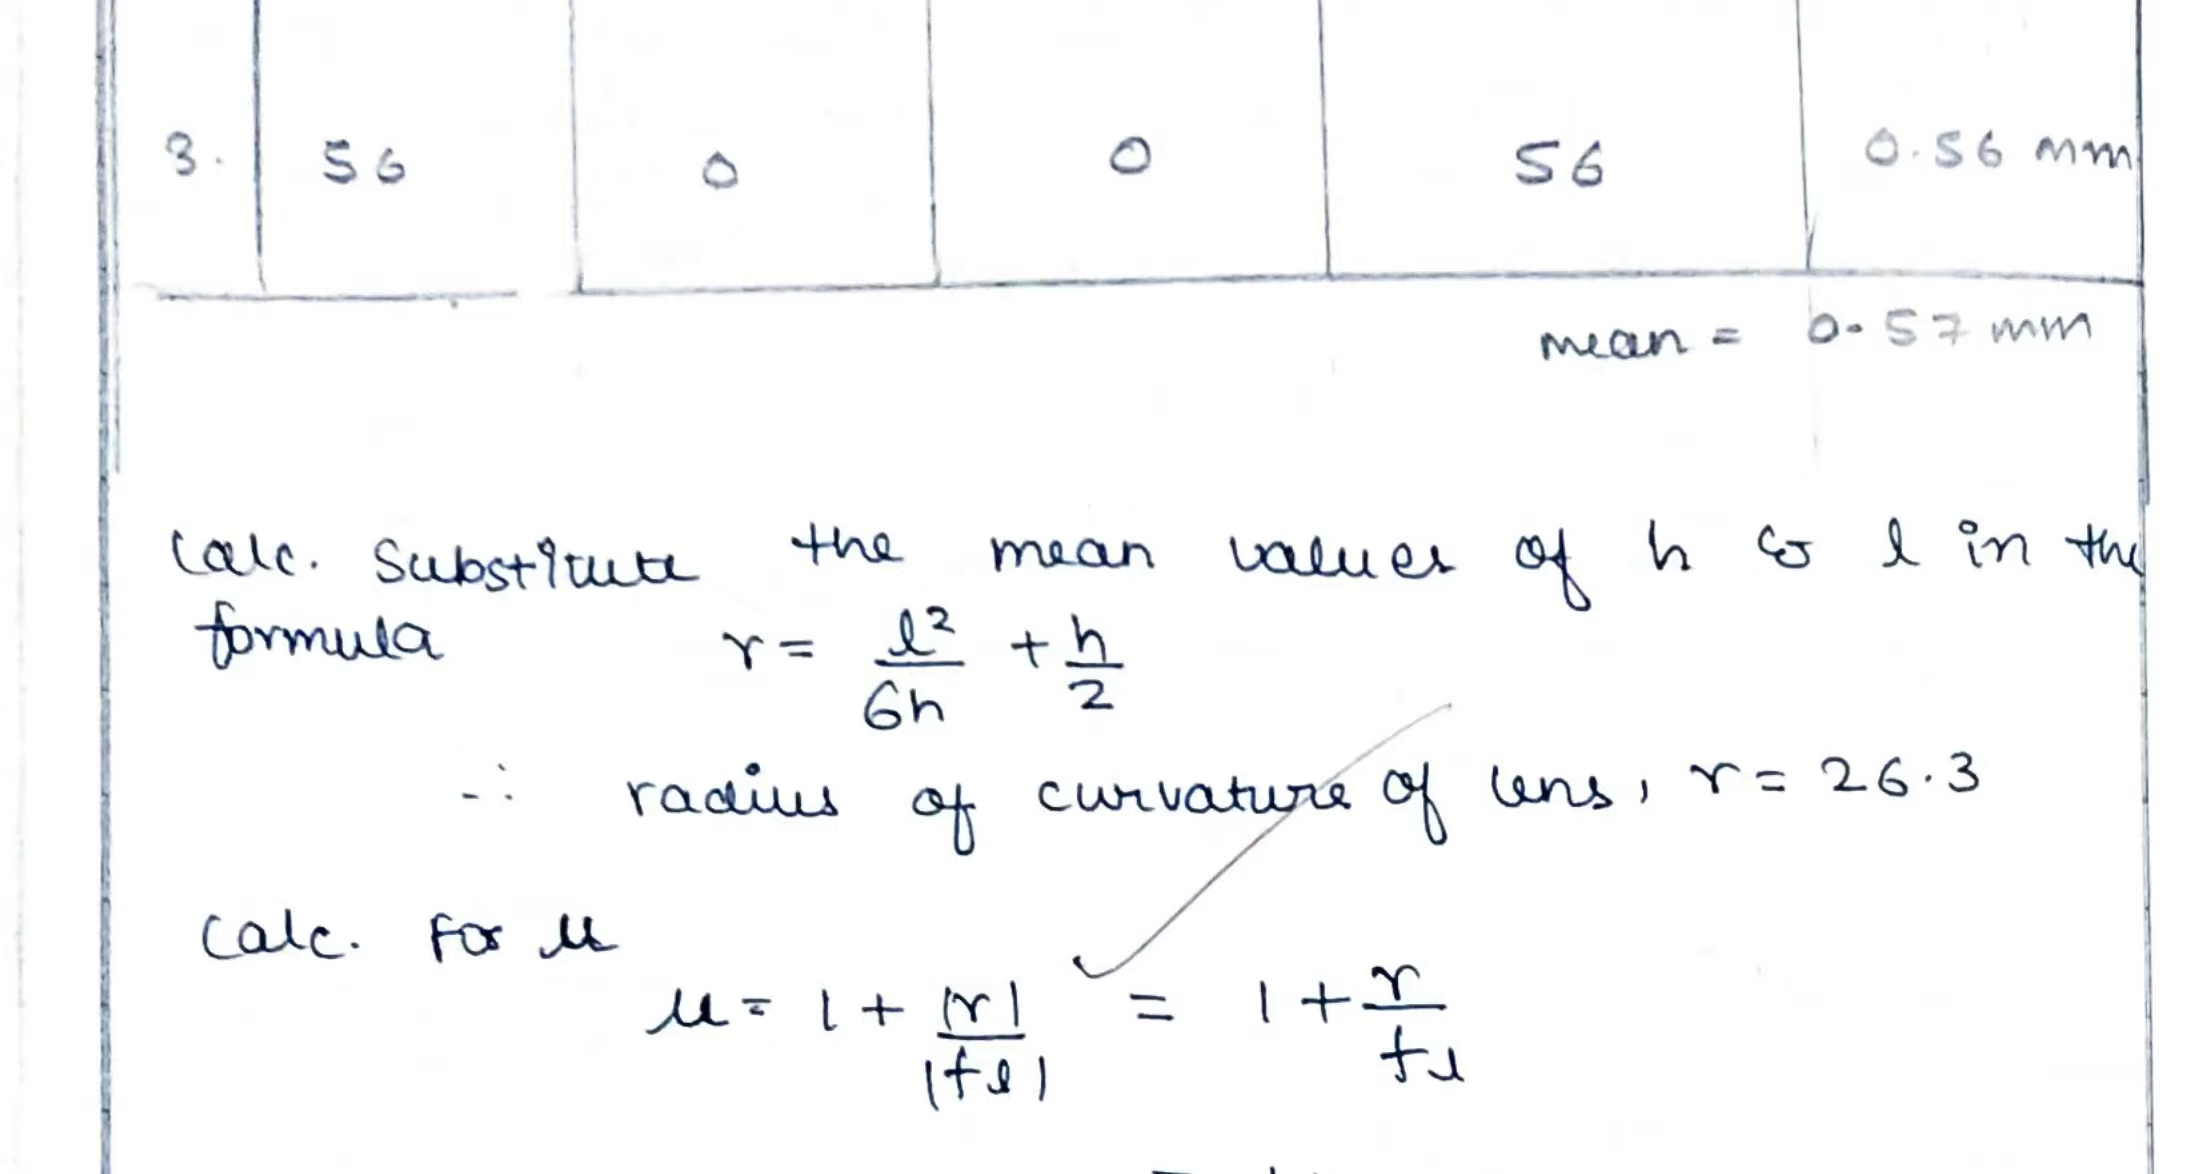 3. 56 0 0 56 0.56 mm
mean = 0.57 mm
Calc. Substitute the mean values of h & l in the
formula r = l²/6h + h/2
∴ radius of curvature of lens, r = 26.3
Calc. For μ
μ = 1 + |r|/|fl| = 1 + r/fl